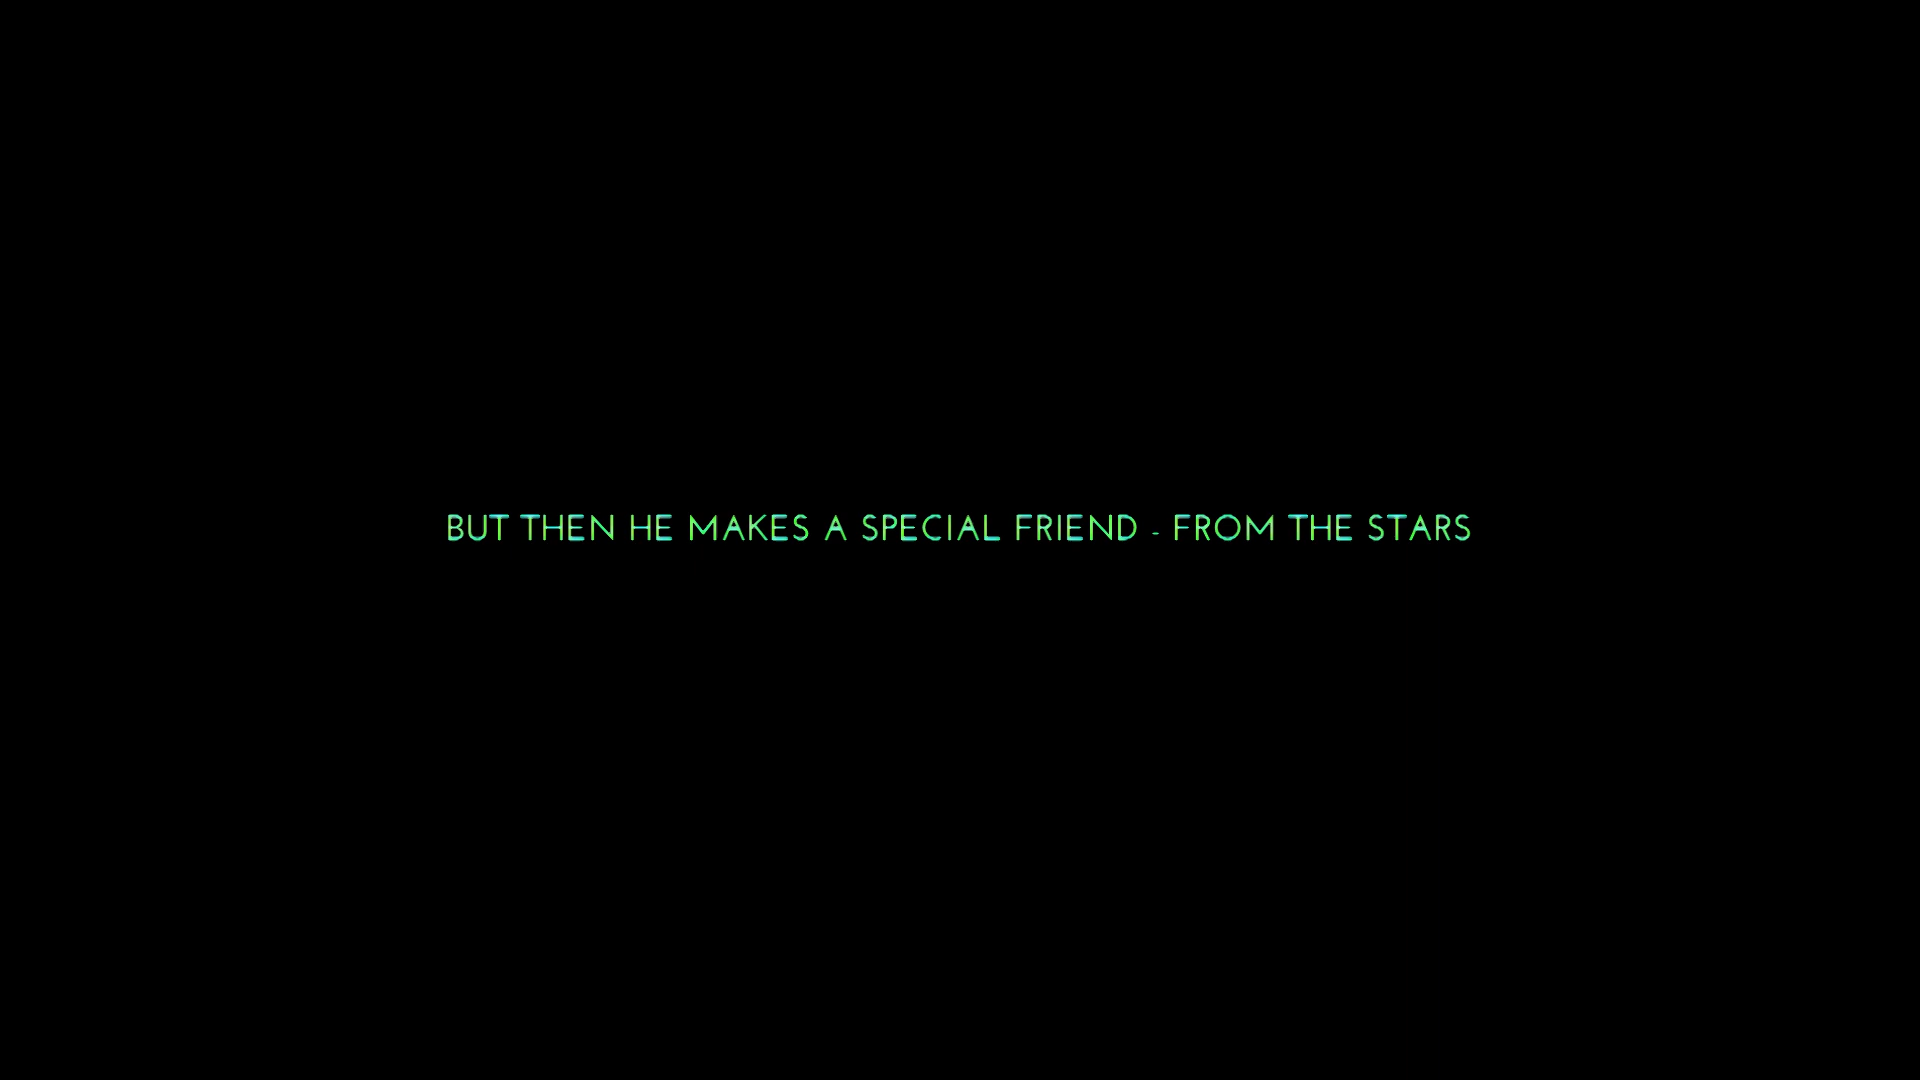 BUT THEN HE MAKES A SPECIAL FRIEND - FROM THE STARS